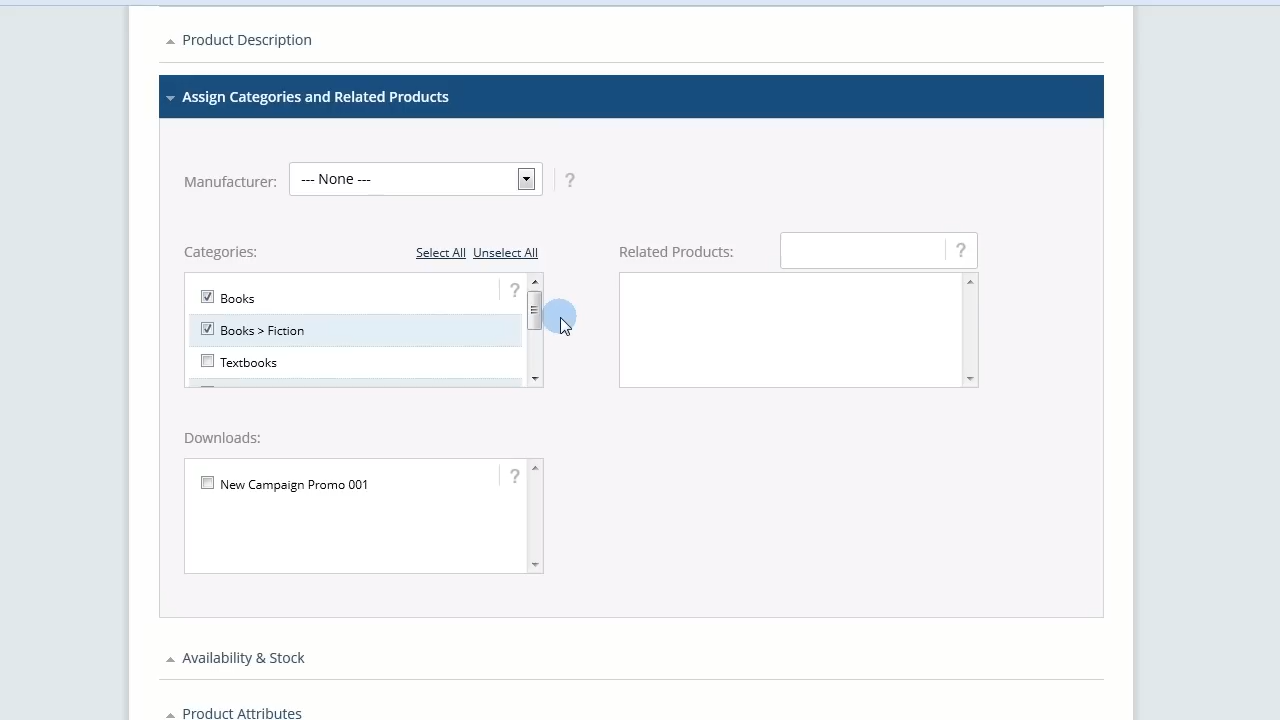 Product Description
Assign Categories and Related Products
Manufacturer: --- None --- ?
Categories: Select All Unselect All
Related Products: ?
Books ?
Books > Fiction
Textbooks
Downloads:
New Campaign Promo 001 ?
Availability & Stock
Product Attributes